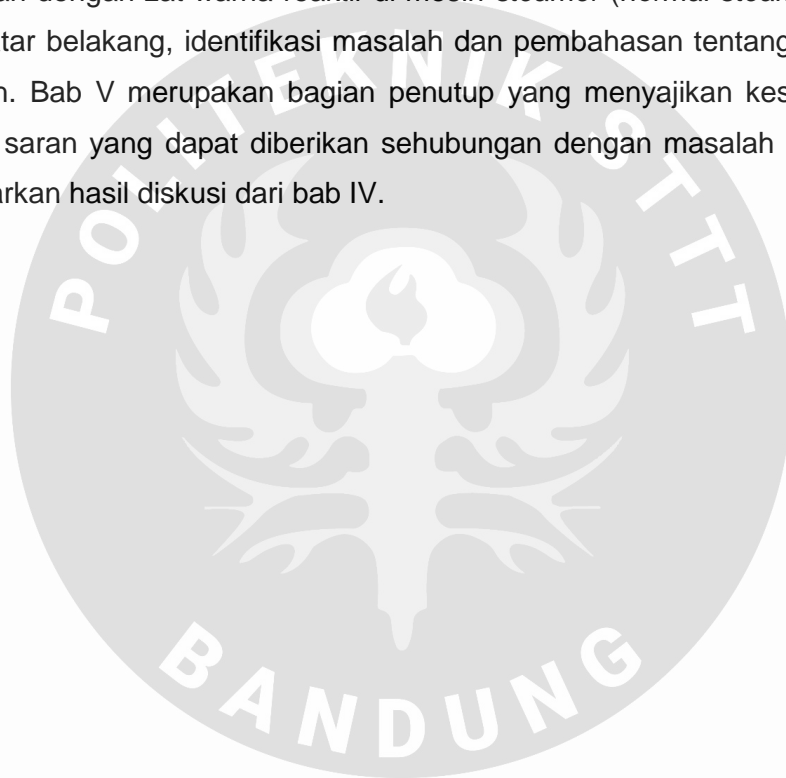 an dengan zat warna reaktif di mesin steamer (normal steam
tar belakang, identifikasi masalah dan pembahasan tentang
n. Bab V merupakan bagian penutup yang menyajikan kes
saran yang dapat diberikan sehubungan dengan masalah
arkan hasil diskusi dari bab IV.
POLITEKNIK STTT
BANDUNG